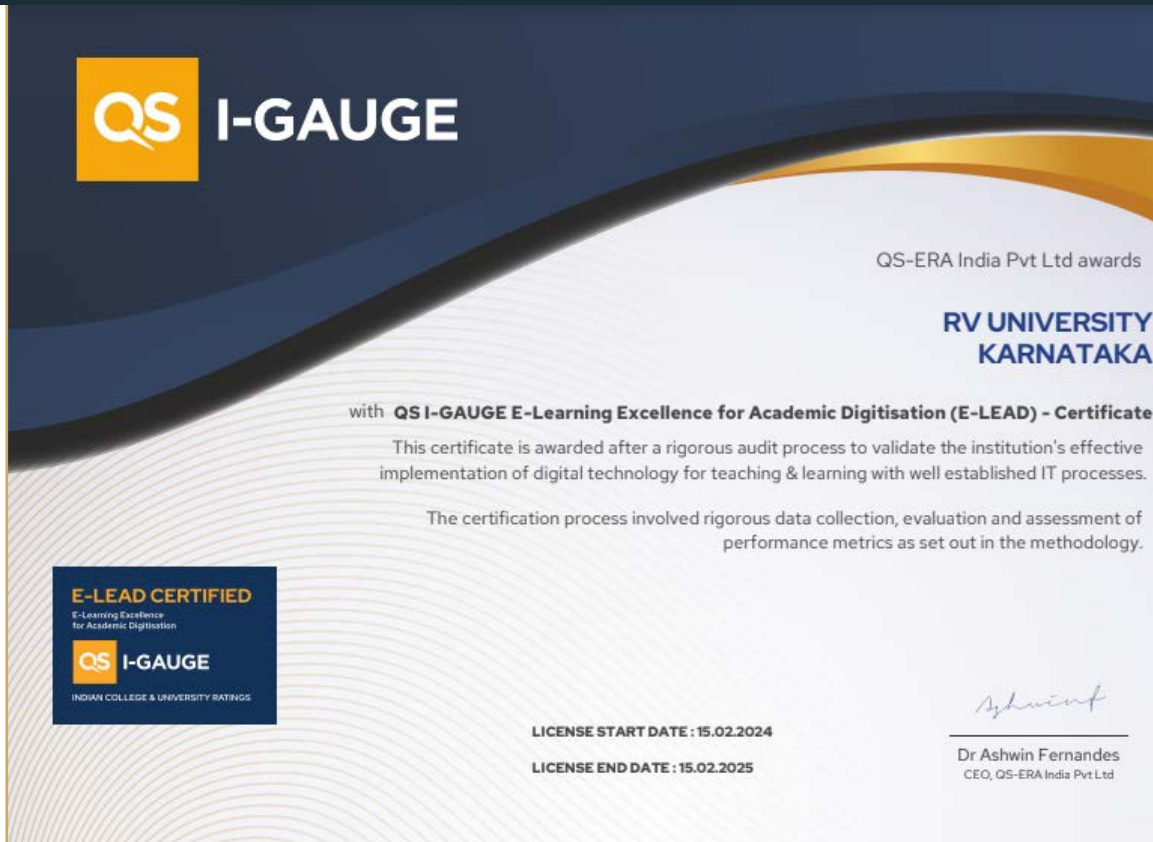 QS I-GAUGE
QS-ERA India Pvt Ltd awards
RV UNIVERSITY
KARNATAKA
with QS I-GAUGE E-Learning Excellence for Academic Digitisation (E-LEAD) - Certificate
This certificate is awarded after a rigorous audit process to validate the institution's effective
implementation of digital technology for teaching & learning with well established IT processes.
The certification process involved rigorous data collection, evaluation and assessment of
performance metrics as set out in the methodology.
E-LEAD CERTIFIED
E-Learning Excellence
for Academic Digitisation
QS I-GAUGE
INDIAN COLLEGE & UNIVERSITY RATINGS
LICENSE START DATE : 15.02.2024
LICENSE END DATE : 15.02.2025
Dr Ashwin Fernandes
CEO, QS-ERA India Pvt Ltd